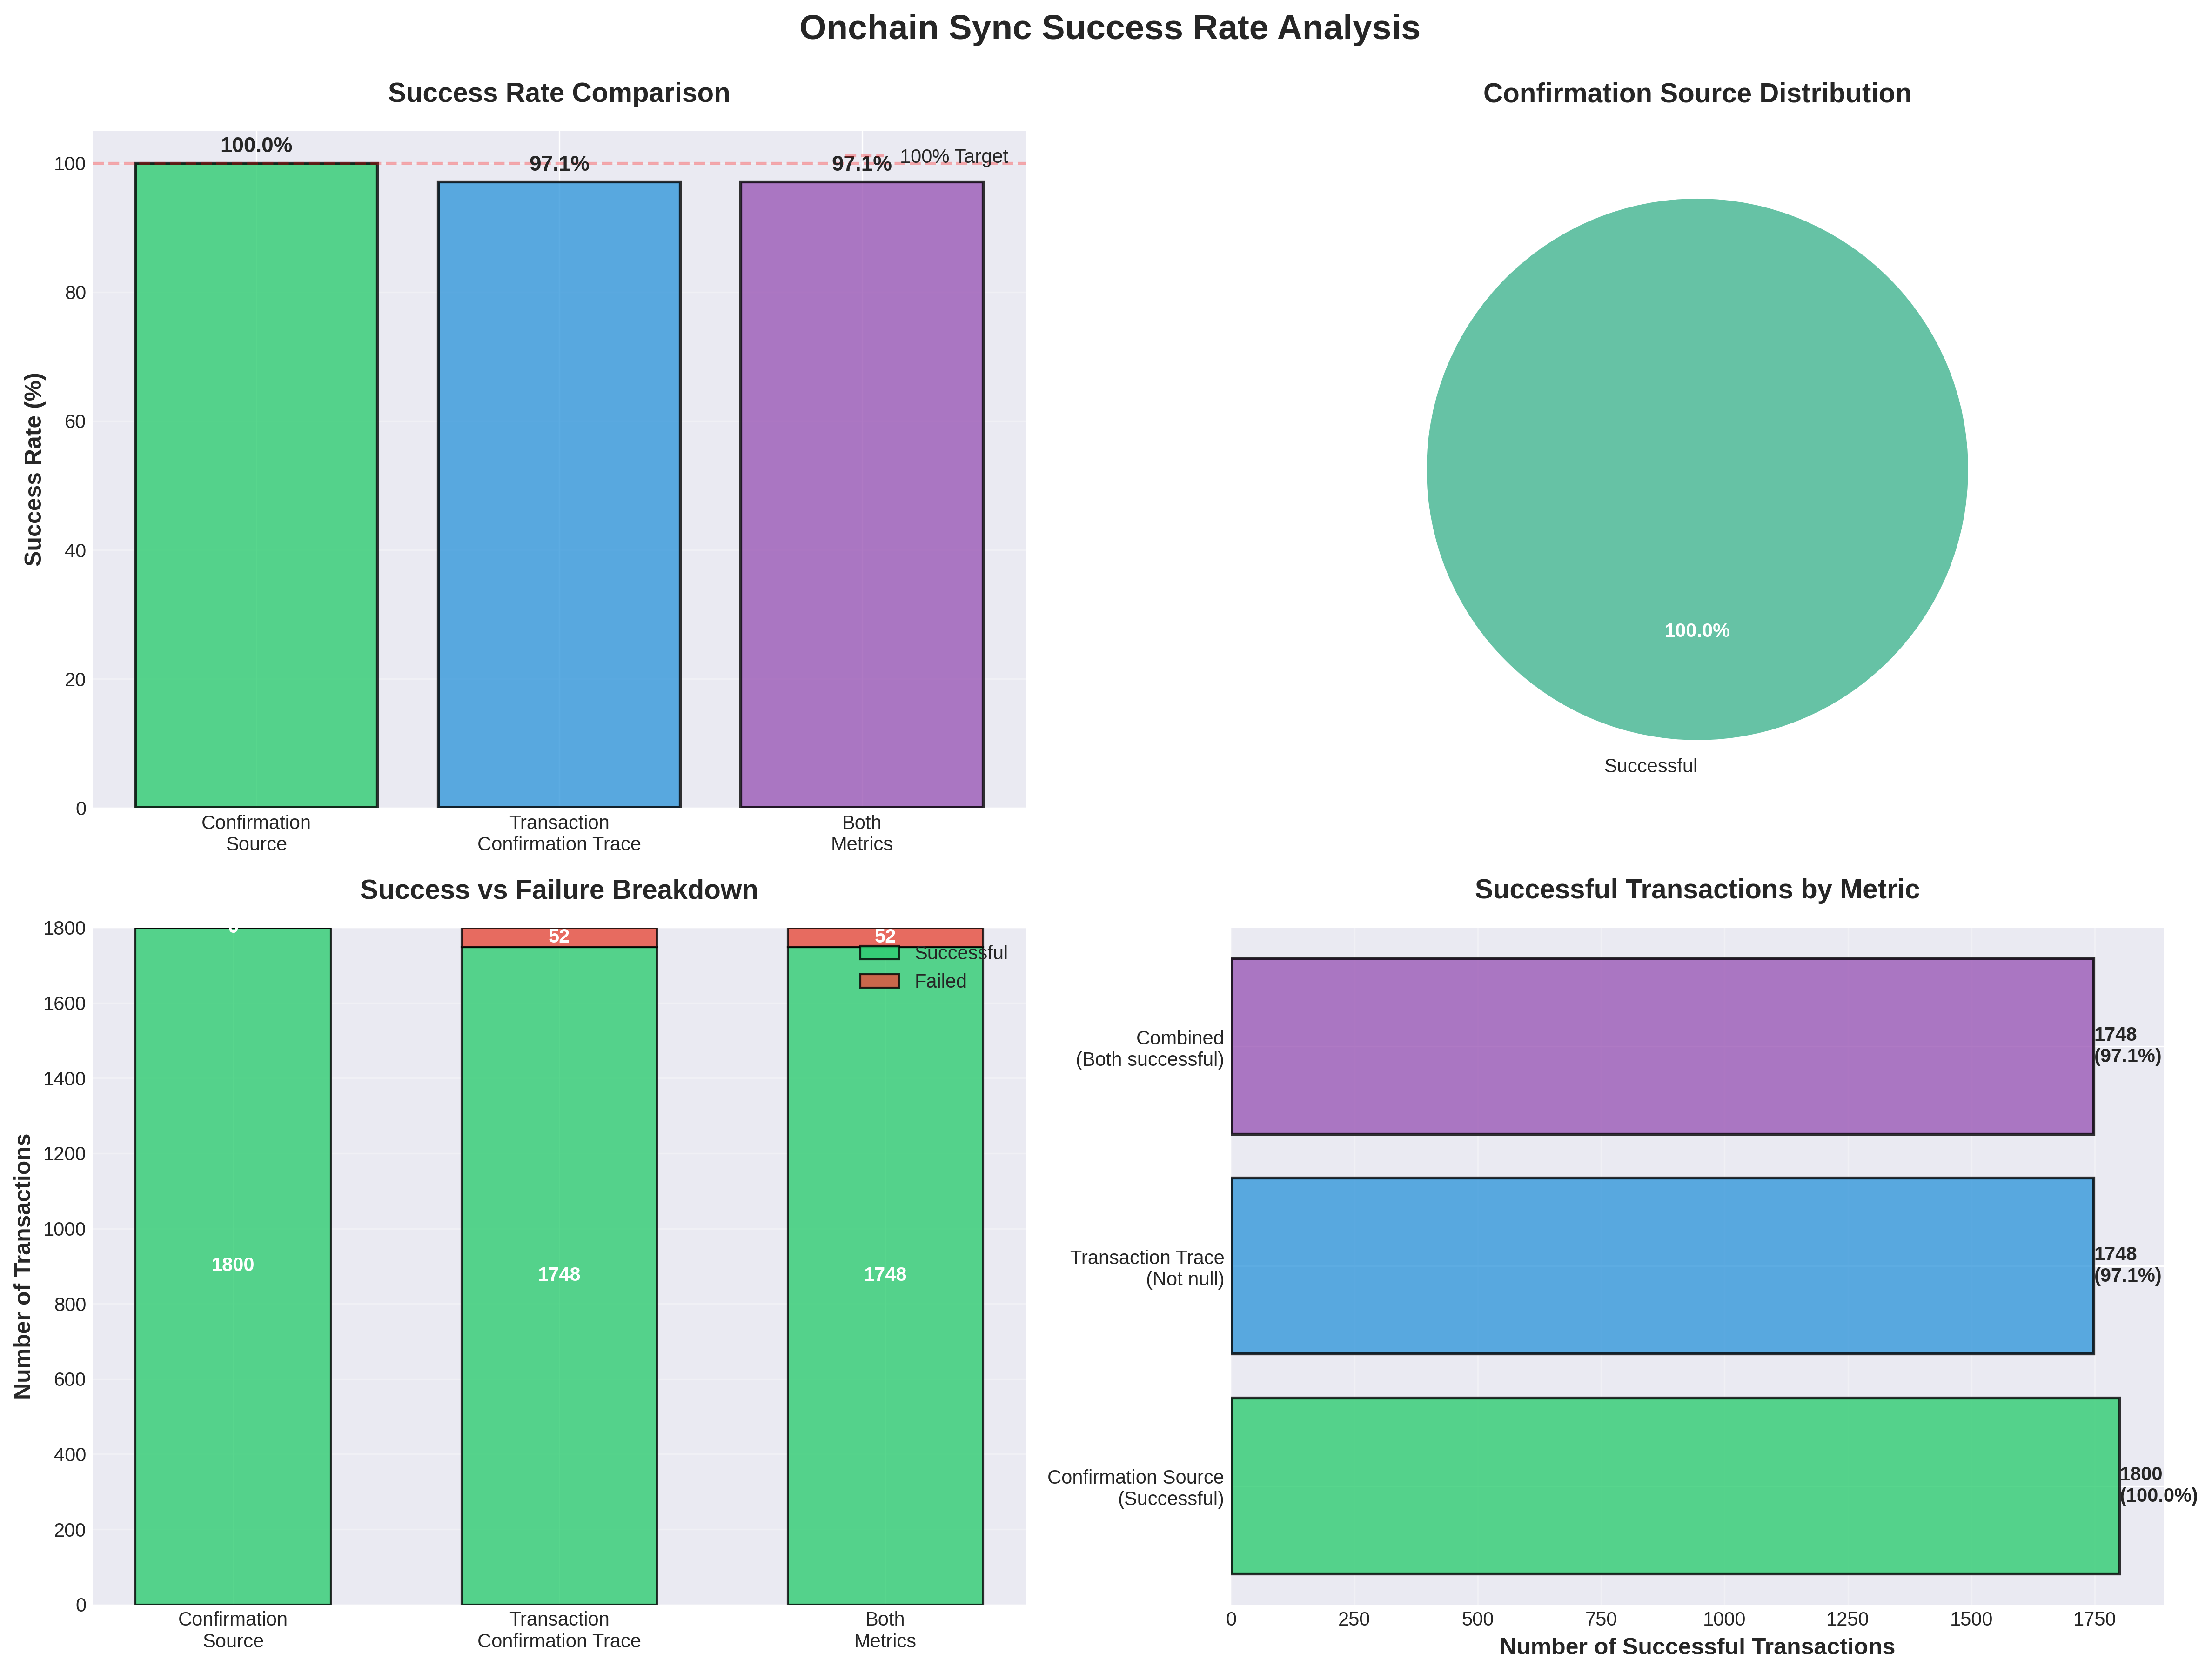 Onchain Sync Success Rate Analysis
Success Rate Comparison
Success Rate (%)
100
80
60
40
20
0
100.0%
97.1%
97.1%
100% Target
Confirmation
Source
Transaction
Confirmation Trace
Both
Metrics
Confirmation Source Distribution
100.0%
Successful
Success vs Failure Breakdown
Number of Transactions
1800
1600
1400
1200
1000
800
600
400
200
0
0
52
52
Successful
Failed
1800
1748
1748
Confirmation
Source
Transaction
Confirmation Trace
Both
Metrics
Successful Transactions by Metric
Combined
(Both successful)
1748
(97.1%)
Transaction Trace
(Not null)
1748
(97.1%)
Confirmation Source
(Successful)
1800
(100.0%)
0
250
500
750
1000
1250
1500
1750
Number of Successful Transactions